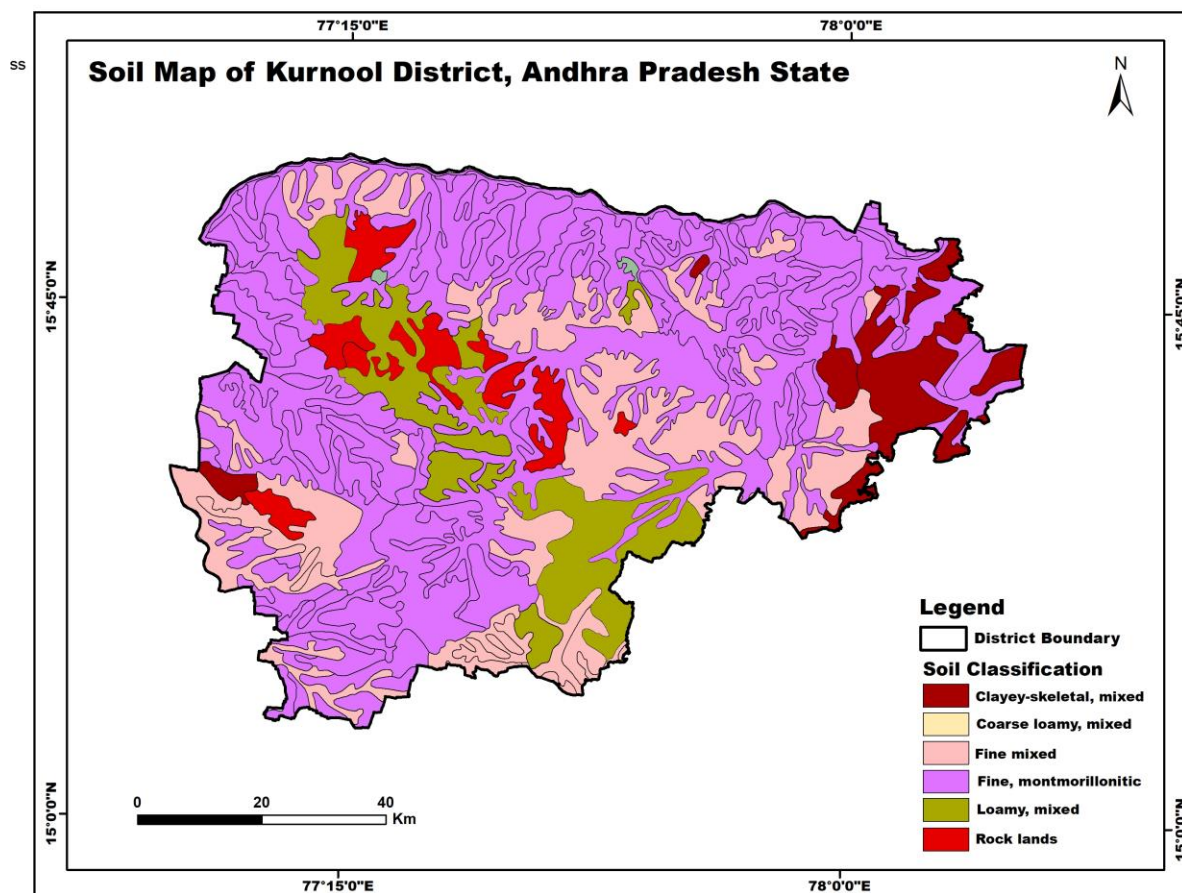 77°15'0"E 78°0'0"E
ss
Soil Map of Kurnool District, Andhra Pradesh State
N
15°45'0"N
15°45'0"N
Legend
District Boundary
Soil Classification
Clayey-skeletal, mixed
Coarse loamy, mixed
Fine mixed
Fine, montmorillonitic
Loamy, mixed
Rock lands
0 20 40
Km
15°0'0"N
15°0'0"N
77°15'0"E 78°0'0"E